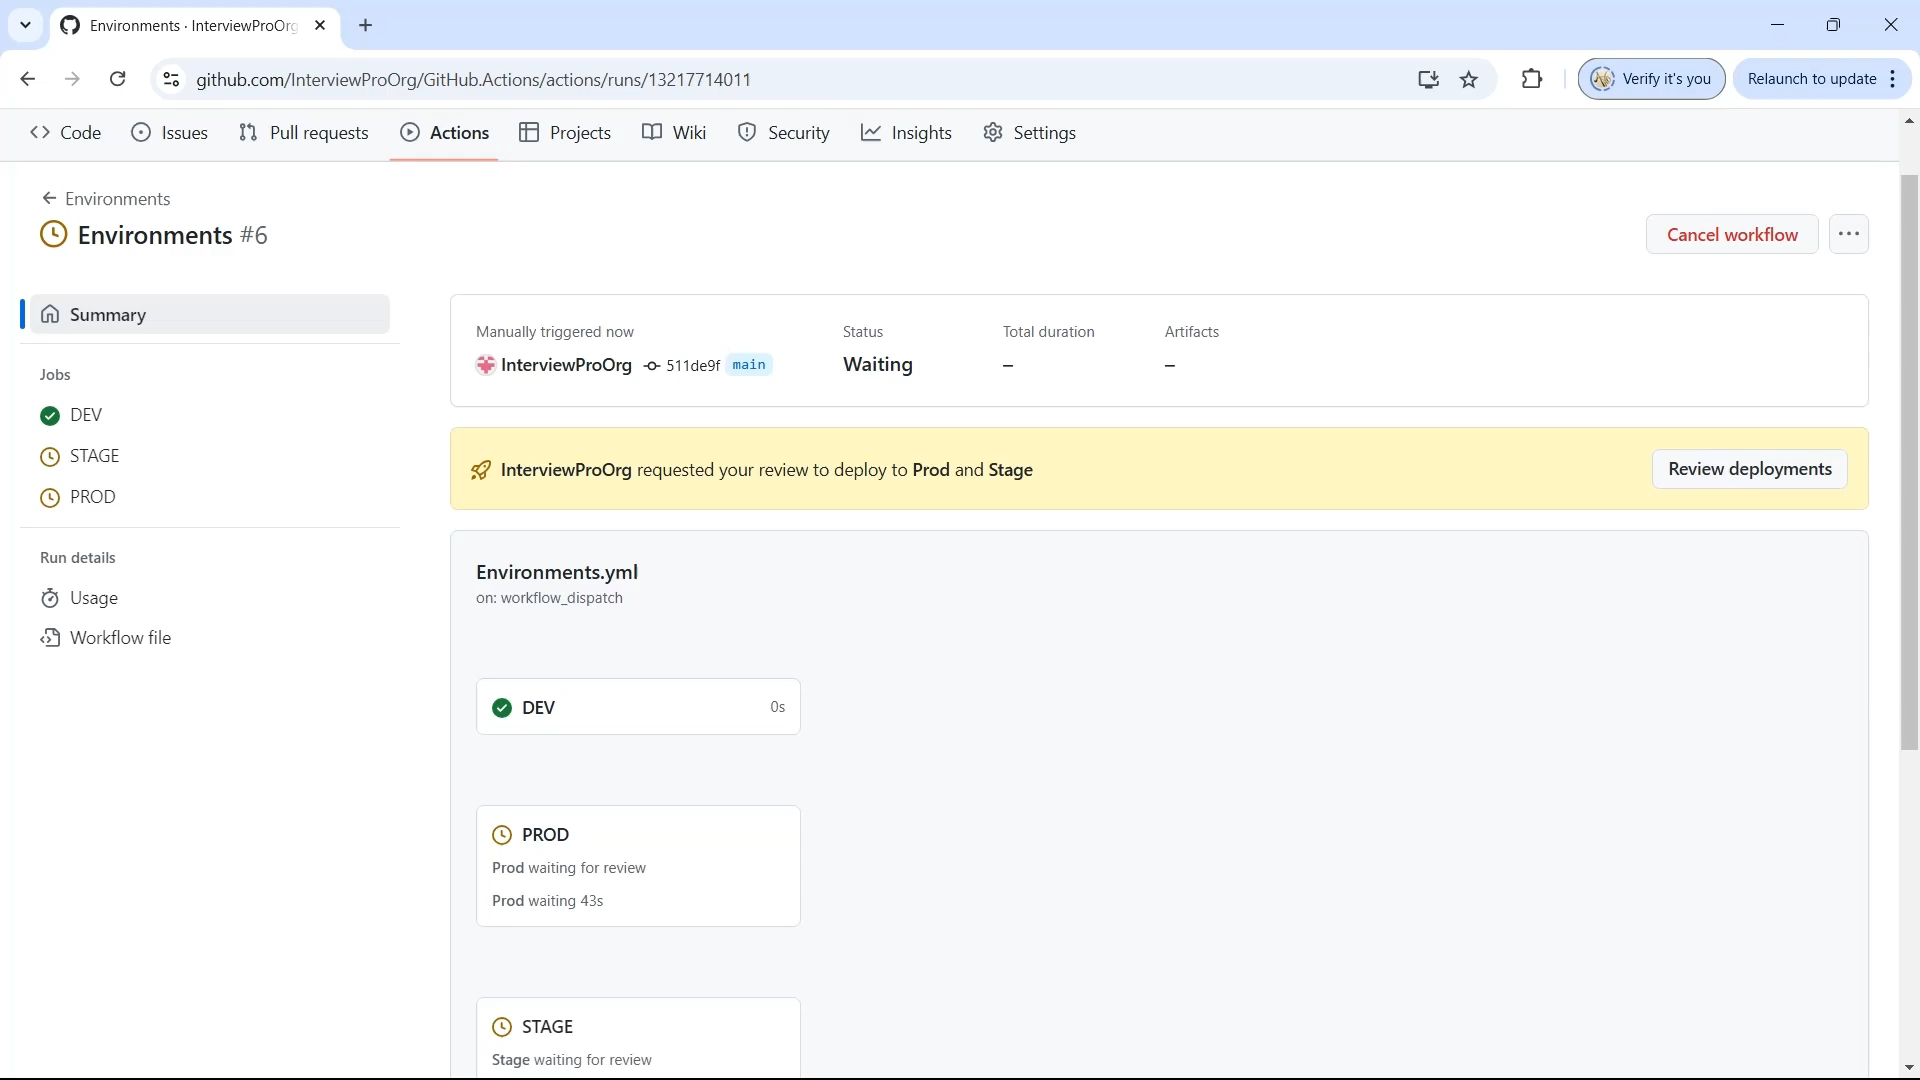 Environments · InterviewProOrg
github.com/InterviewProOrg/GitHub.Actions/actions/runs/13217714011
Verify it's you
Relaunch to update
Code
Issues
Pull requests
Actions
Projects
Wiki
Security
Insights
Settings
Environments
Environments #6
Cancel workflow
Summary
Jobs
DEV
STAGE
PROD
Run details
Usage
Workflow file
Manually triggered now
InterviewProOrg 511de9f main
Status
Waiting
Total duration
–
Artifacts
–
InterviewProOrg requested your review to deploy to Prod and Stage
Review deployments
Environments.yml
on: workflow_dispatch
DEV 0s
PROD
Prod waiting for review
Prod waiting 43s
STAGE
Stage waiting for review